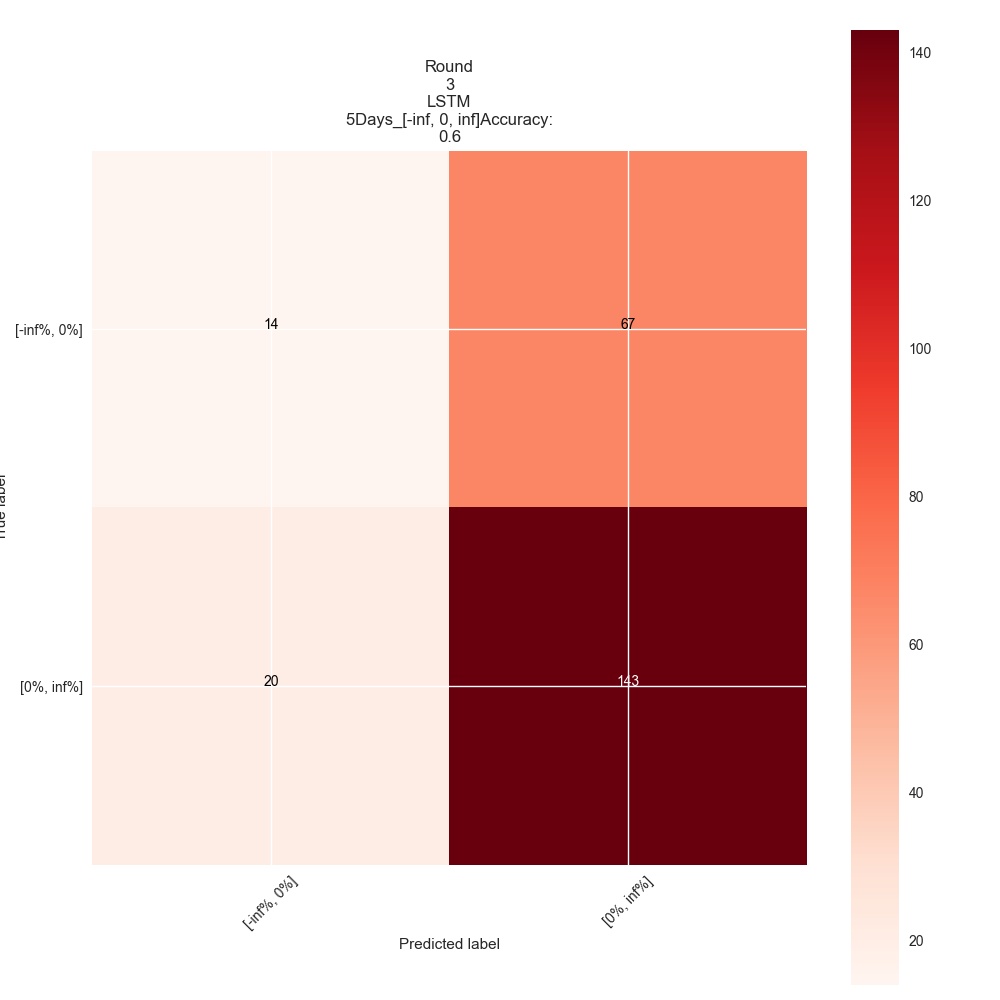 Round
3
LSTM
5Days_[-inf, 0, inf]Accuracy:
0.6
140
120
100
80
60
40
20
[-inf%, 0%]
14
67
[0%, inf%]
20
143
[-inf%, 0%]
[0%, inf%]
Predicted label